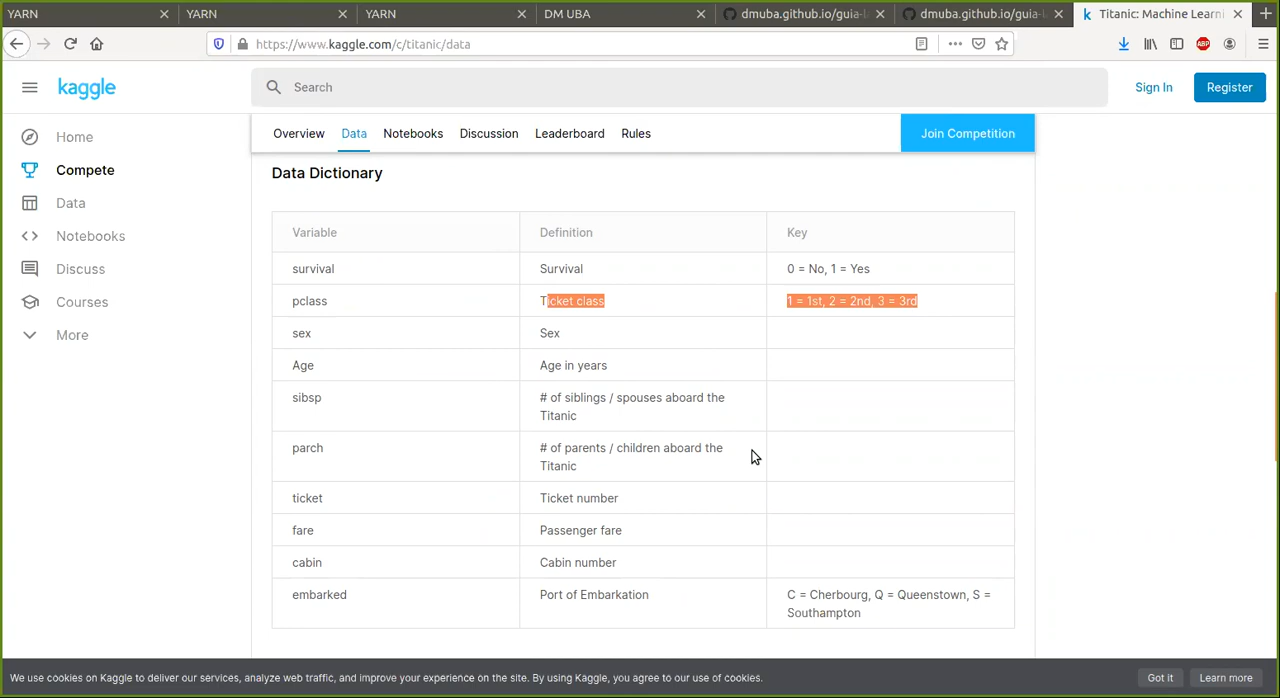 YARN
YARN
YARN
DM UBA
dmuba.github.io/guia-
dmuba.github.io/guia-
Titanic: Machine Learni
https://www.kaggle.com/c/titanic/data
ABP
kaggle
Search
Sign In
Register
Home
Compete
Data
Notebooks
Discuss
Courses
More
Overview
Data
Notebooks
Discussion
Leaderboard
Rules
Join Competition
Data Dictionary
Variable
Definition
Key
survival
Survival
0 = No, 1 = Yes
pclass
Ticket class
1 = 1st, 2 = 2nd, 3 = 3rd
sex
Sex
Age
Age in years
sibsp
# of siblings / spouses aboard the
Titanic
parch
# of parents / children aboard the
Titanic
ticket
Ticket number
fare
Passenger fare
cabin
Cabin number
embarked
Port of Embarkation
C = Cherbourg, Q = Queenstown, S =
Southampton
We use cookies on Kaggle to deliver our services, analyze web traffic, and improve your experience on the site. By using Kaggle, you agree to our use of cookies.
Got it
Learn more